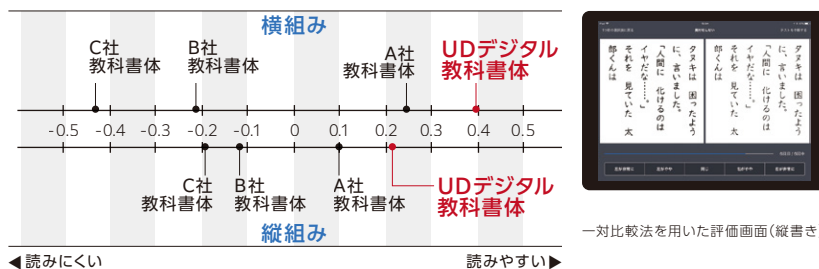 横組み
C社
教科書体
B社
教科書体
A社
教科書体
UDデジタル
教科書体
-0.5 -0.4 -0.3 -0.2 -0.1 0 0.1 0.2 0.3 0.4 0.5
C社
教科書体
B社
教科書体
A社
教科書体
UDデジタル
教科書体
縦組み
◀読みにくい
読みやすい▶
タヌキは 困ったよう
に、言いました。
「人間に 化けるのは
イヤだな……。」
それを 見ていた 太
郎くんは
タヌキは 困ったよう
に、言いました。
「人間に 化けるのは
イヤだな……。」
それを 見ていた 太
郎くんは
同じ
一対比較法を用いた評価画面(縦書き